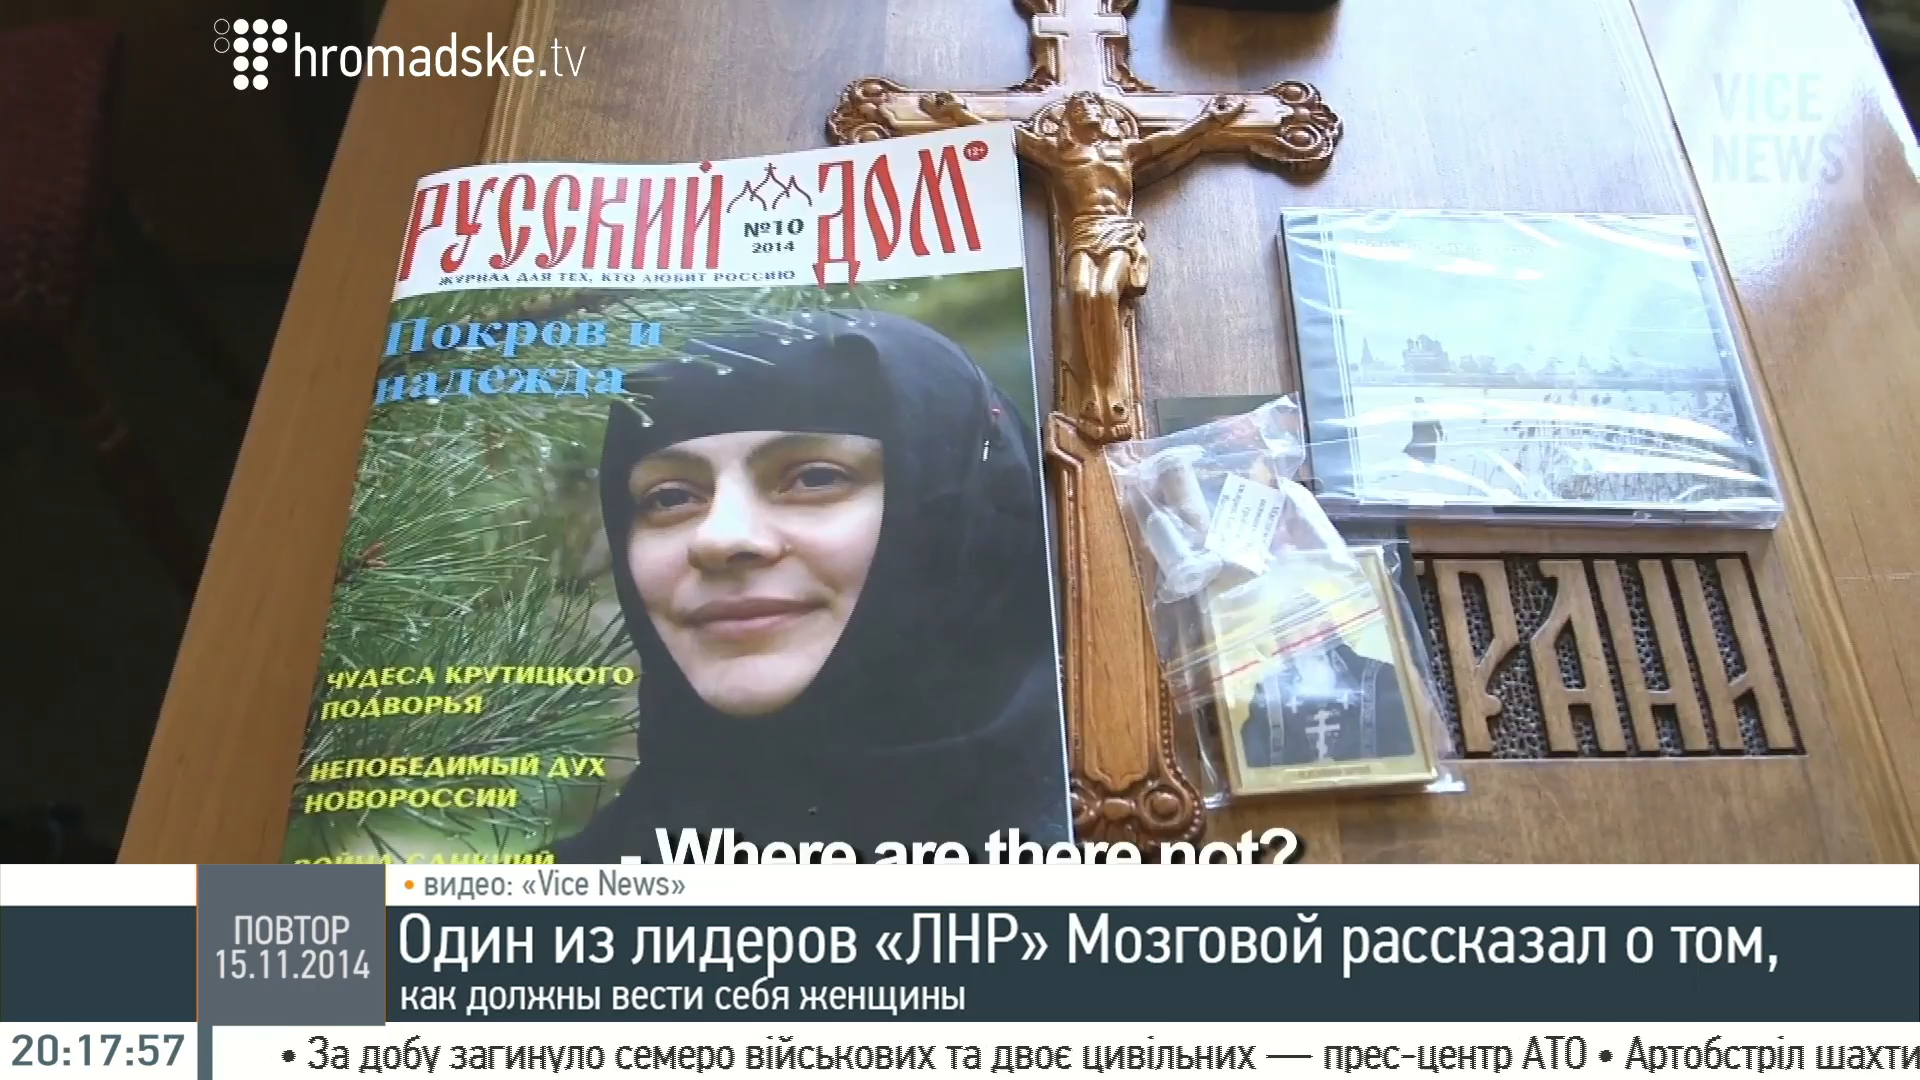 hromadske.tv
VICE
NEWS
РУССКИЙ ДОМ
12+
№10
2014
ЖУРНАЛ ДЛЯ ТЕХ, КТО ЛЮБИТ РОССИЮ
Покров и
надежда
ЧУДЕСА КРУТИЦКОГО
ПОДВОРЬЯ
НЕПОБЕДИМЫЙ ДУХ
НОВОРОССИИ
ВОЙНА САНКЦИЙ
РАНИ
- Where are there not?
• видео: «Vice News»
ПОВТОР
15.11.2014
Один из лидеров «ЛНР» Мозговой рассказал о том,
как должны вести себя женщины
20:17:57
• За добу загинуло семеро військових та двоє цивільних — прес-центр АТО • Артобстріл шахти